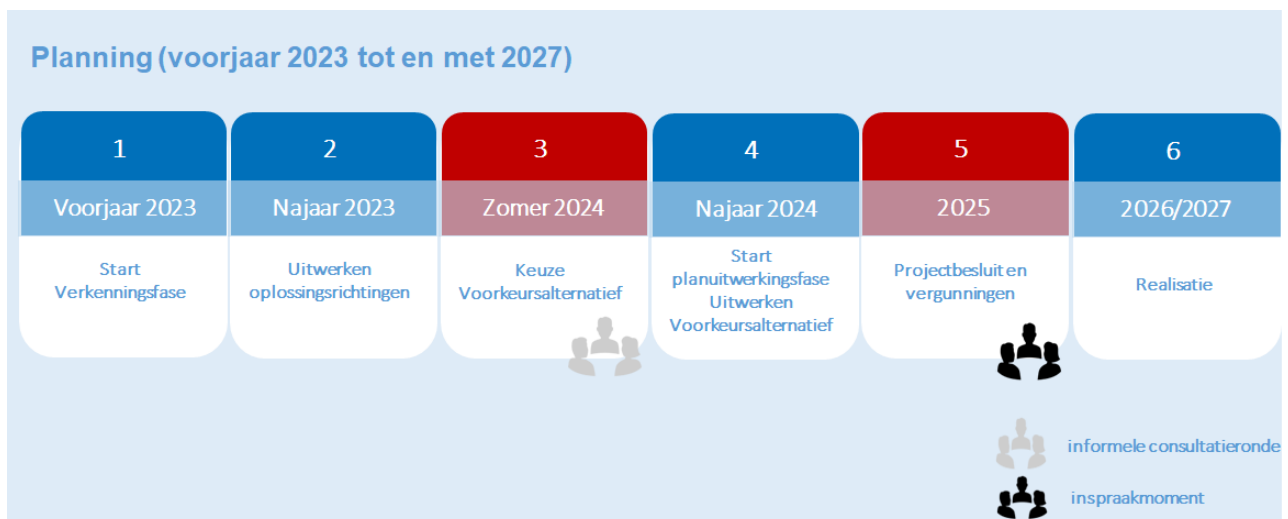 Planning (voorjaar 2023 tot en met 2027)
1
Voorjaar 2023
Start
Verkenningsfase
2
Najaar 2023
Uitwerken
oplossingsrichtingen
3
Zomer 2024
Keuze
Voorkeursalternatief
4
Najaar 2024
Start
planuitwerkingsfase
Uitwerken
Voorkeursalternatief
5
2025
Projectbesluit en
vergunningen
6
2026/2027
Realisatie
informele consultatieronde
inspraakmoment